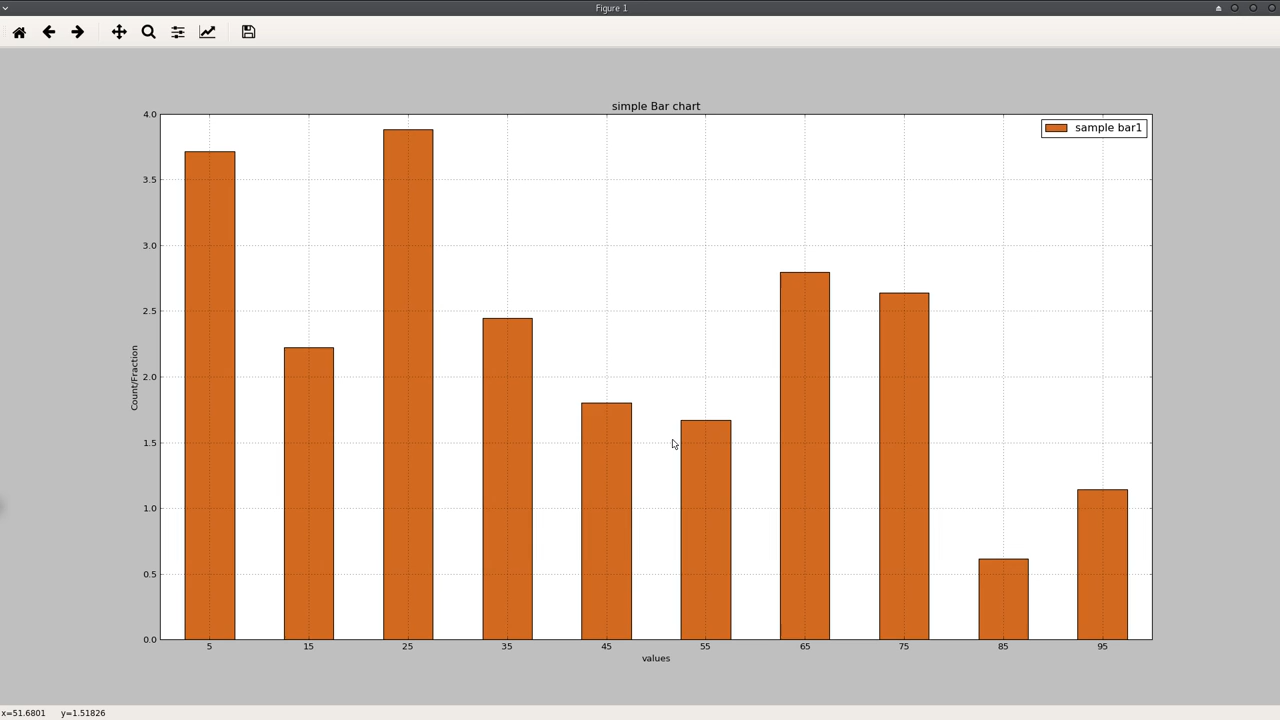 Figure 1
simple Bar chart
sample bar1
4.0
3.5
3.0
2.5
2.0
1.5
1.0
0.5
0.0
Count/Fraction
5 15 25 35 45 55 65 75 85 95
values
x=51.6801 y=1.51826